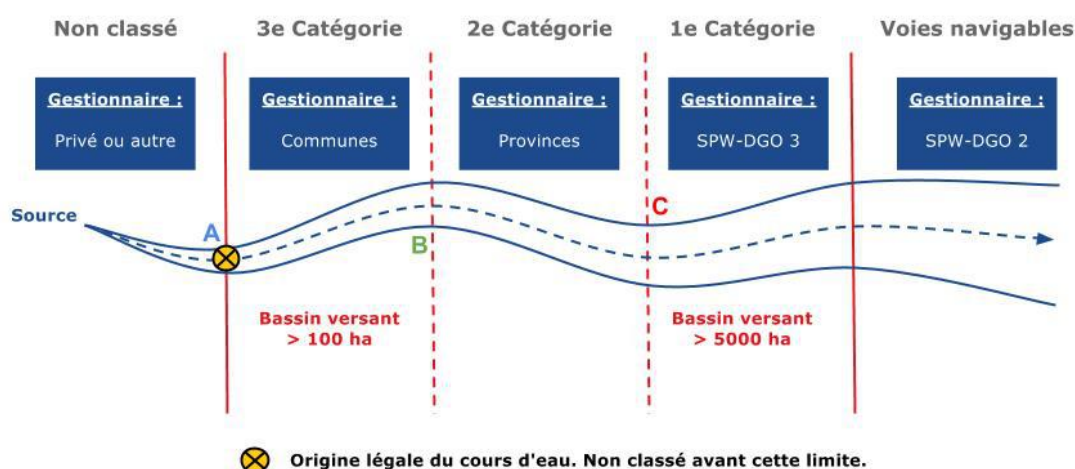 Non classé
3e Catégorie
2e Catégorie
1e Catégorie
Voies navigables
Gestionnaire :
Privé ou autre
Gestionnaire :
Communes
Gestionnaire :
Provinces
Gestionnaire :
SPW-DGO 3
Gestionnaire :
SPW-DGO 2
Source
A
B
C
Bassin versant
> 100 ha
Bassin versant
> 5000 ha
Origine légale du cours d'eau. Non classé avant cette limite.